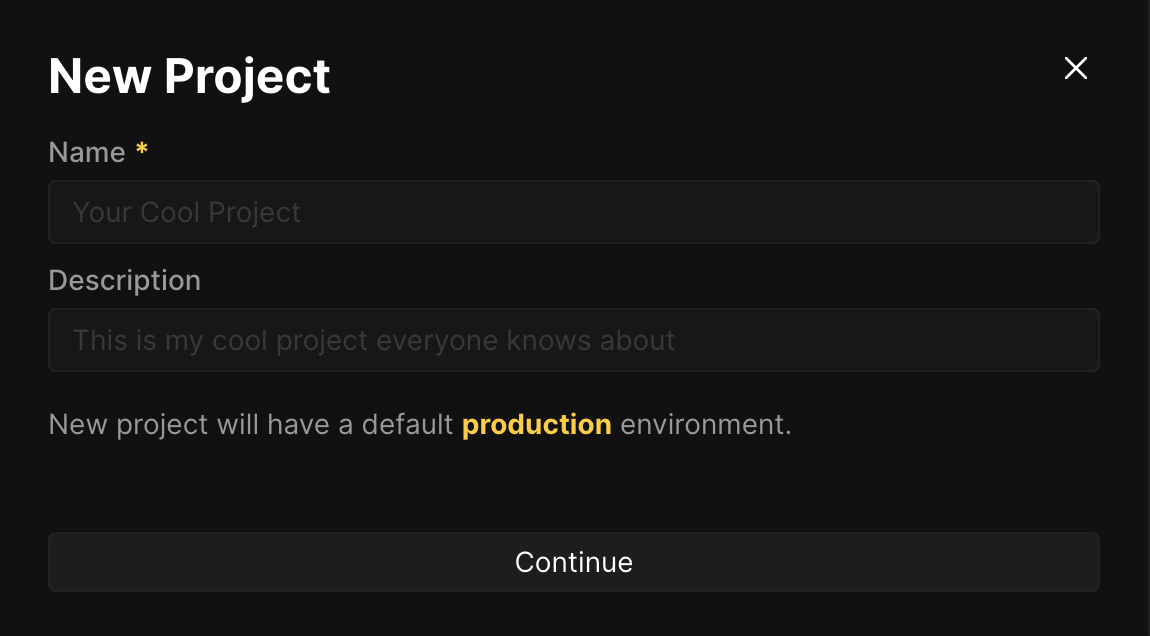 New Project
Name *
Your Cool Project
Description
This is my cool project everyone knows about
New project will have a default production environment.
Continue